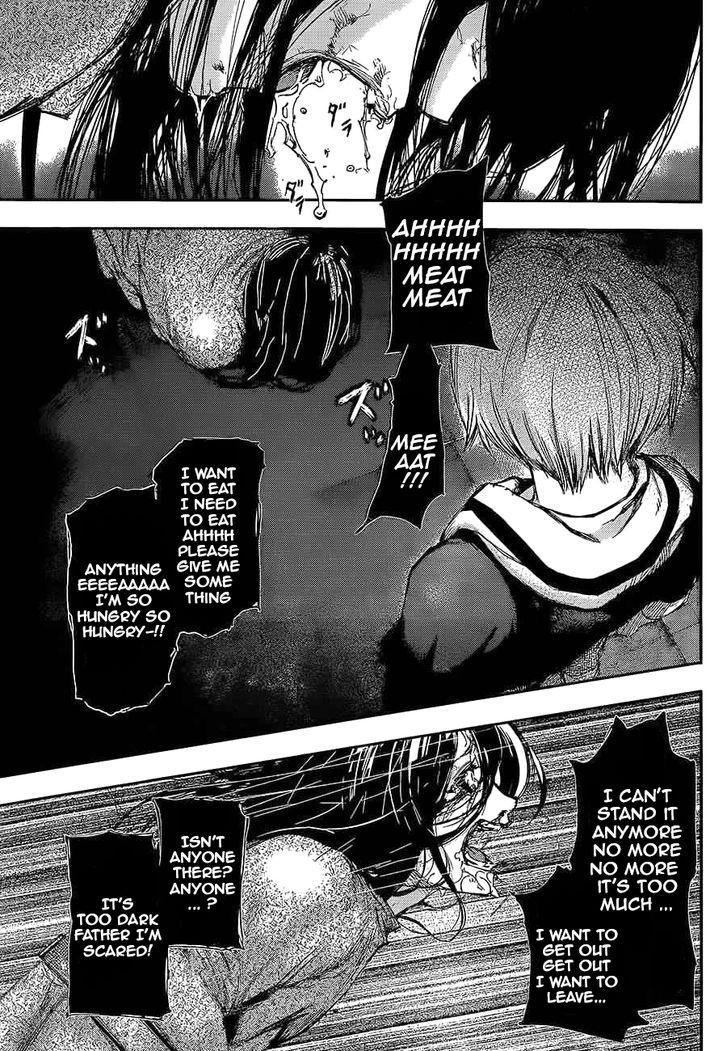 ダラ
ダラ
AHHHH
HHHHH
MEAT
MEAT
ズ
ズ
MEE
AAT
!!!
I WANT
TO EAT
I NEED
TO EAT
AHHHH
PLEASE
GIVE ME
SOME
THING
ANYTHING
EEEEAAAAA
I'M SO
HUNGRY SO
HUNGRY-!!
I CAN'T
STAND IT
ANYMORE
NO MORE
NO MORE
IT'S TOO
MUCH ...
I WANT TO
GET OUT
GET OUT
I WANT TO
LEAVE...
ISN'T
ANYONE
THERE?
ANYONE
... ?
IT'S
TOO DARK
FATHER I'M
SCARED!